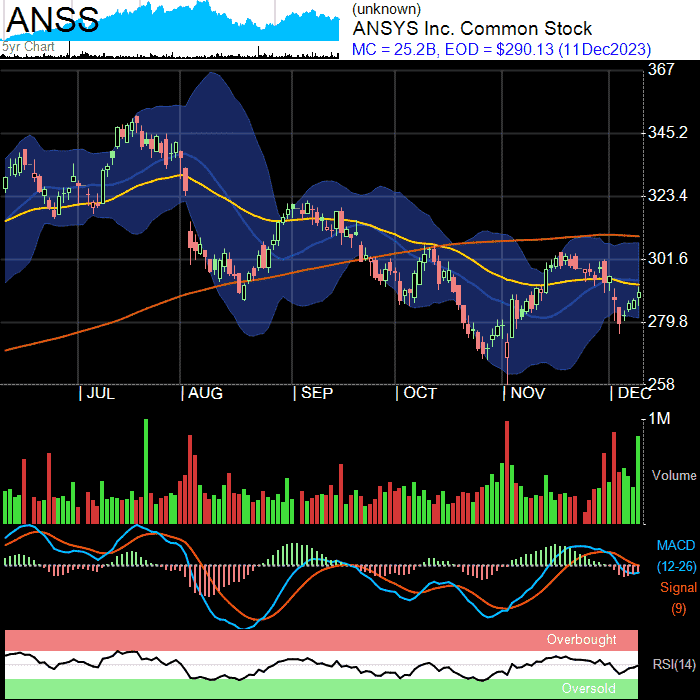 ANSS
5yr Chart
(unknown)
ANSYS Inc. Common Stock
MC = 25.2B, EOD = $290.13 (11Dec2023)
367
345.2
323.4
301.6
279.8
258
JUL AUG SEP OCT NOV DEC
1M
Volume
MACD
(12-26)
Signal
(9)
Overbought
RSI(14)
Oversold